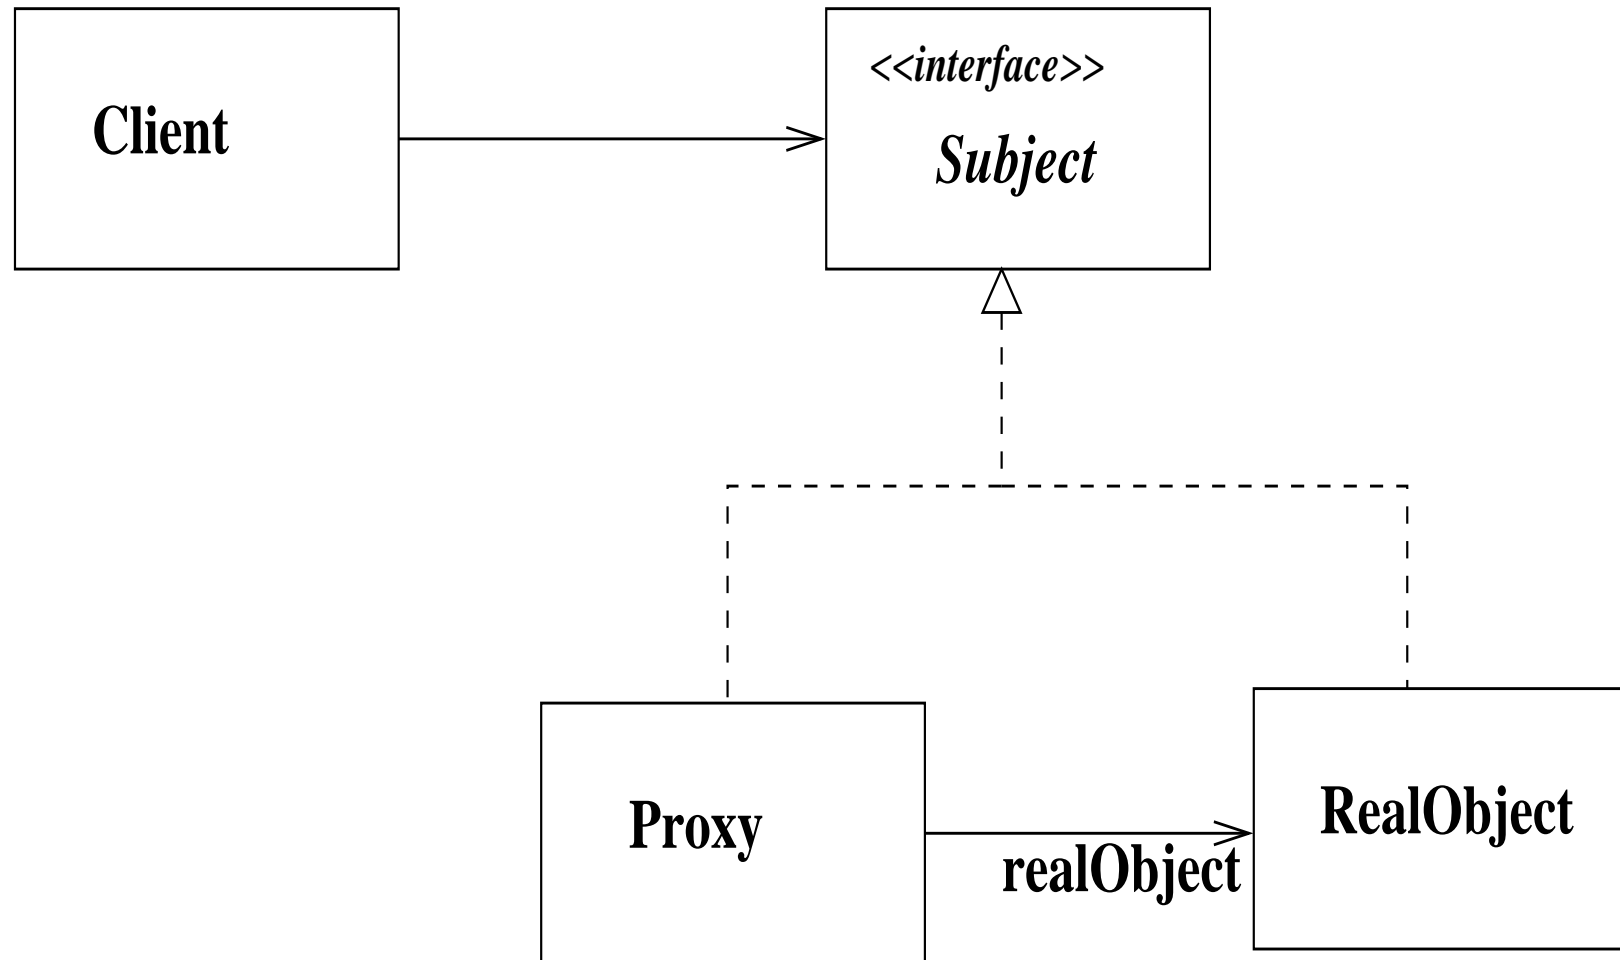 Client
<<interface>>
Subject
Proxy
realObject
RealObject